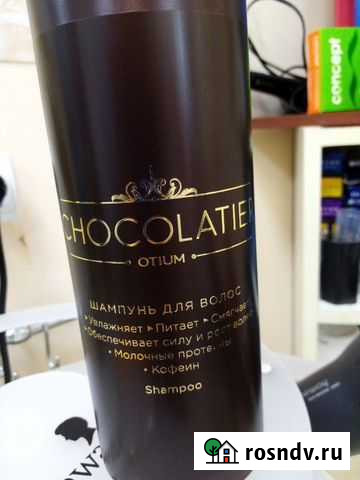 CHOCOLATIER
OTIUM
ШАМПУНЬ ДЛЯ ВОЛОС
Увлажняет ▸ Питает ▸ Смягчает
Обеспечивает силу и рост волос
• Молочные протеины
• Кофеин
Shampoo
concept
rosndv.ru